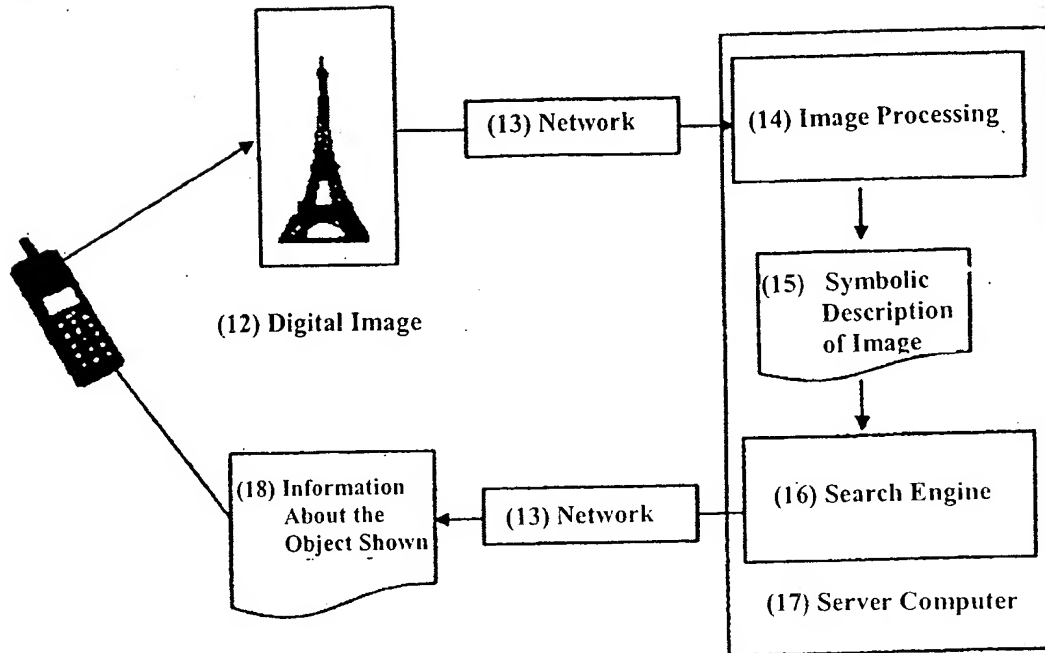 (13) Network
(14) Image Processing
(12) Digital Image
(15) Symbolic
Description
of Image
(18) Information
About the
Object Shown
(13) Network
(16) Search Engine
(17) Server Computer